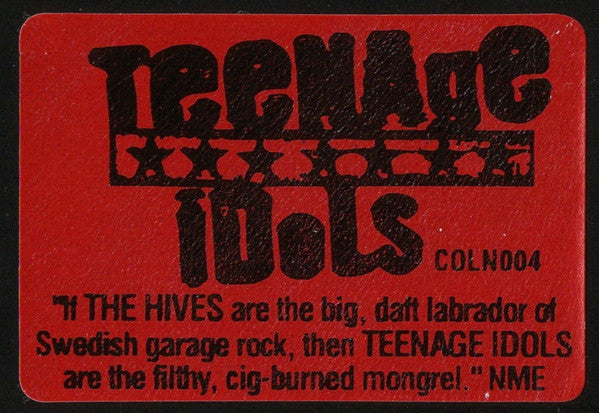 TEENAGE
IDOLS
COLN004
"If THE HIVES are the big, daft labrador of
Swedish garage rock, then TEENAGE IDOLS
are the filthy, cig-burned mongrel." NME